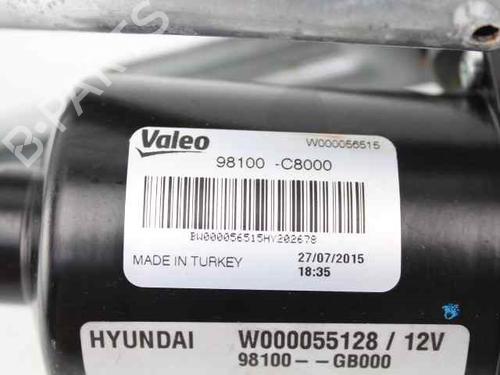 Valeo W000056515
98100 -C8000
BW000056515HY202678
MADE IN TURKEY 27/07/2015
18:35
HYUNDAI W000055128 / 12V
98100--GB000
B-PARTS